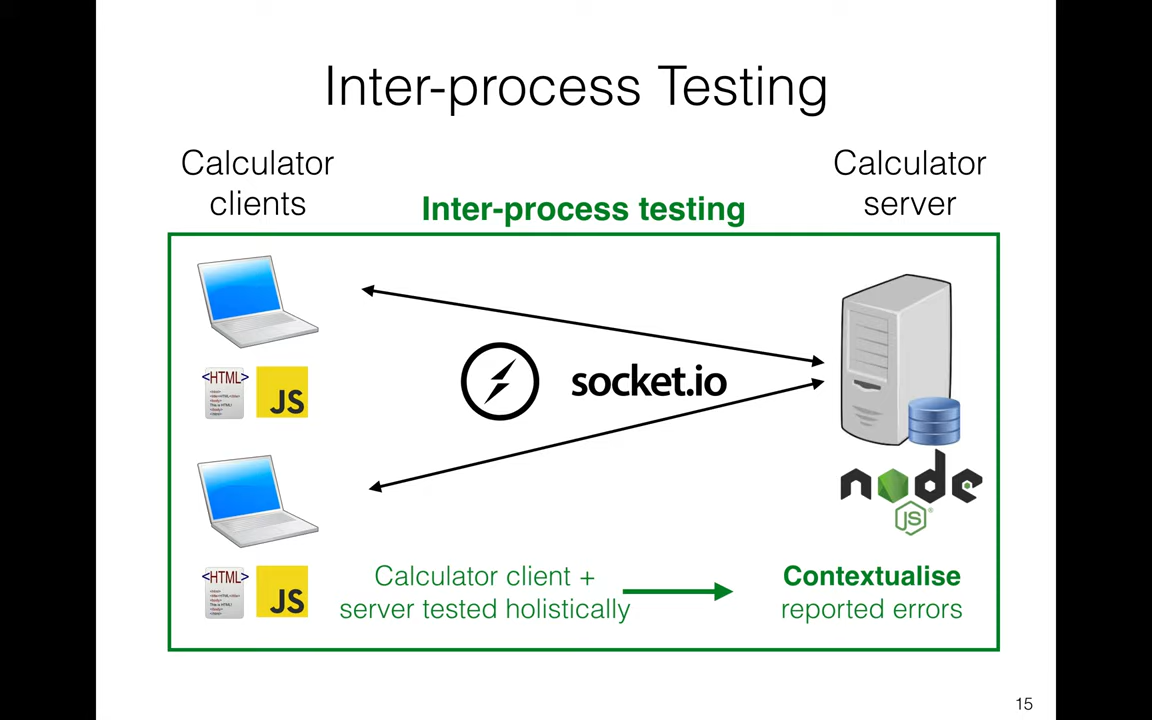 Inter-process Testing
Calculator
clients
Calculator
server
Inter-process testing
<HTML>
JS
socket.io
<HTML>
JS
node
JS
Calculator client +
server tested holistically
Contextualise
reported errors
15